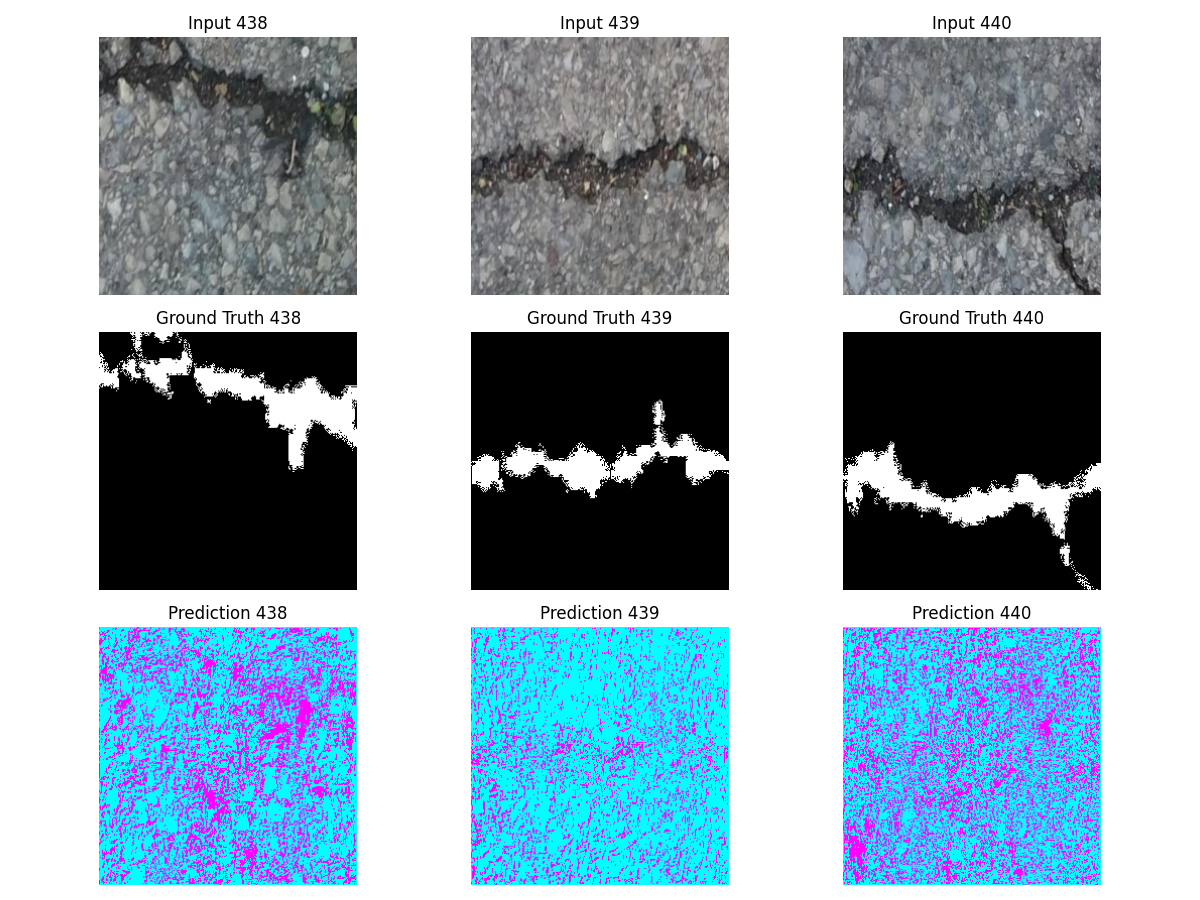 Input 438
Input 439
Input 440
Ground Truth 438
Ground Truth 439
Ground Truth 440
Prediction 438
Prediction 439
Prediction 440